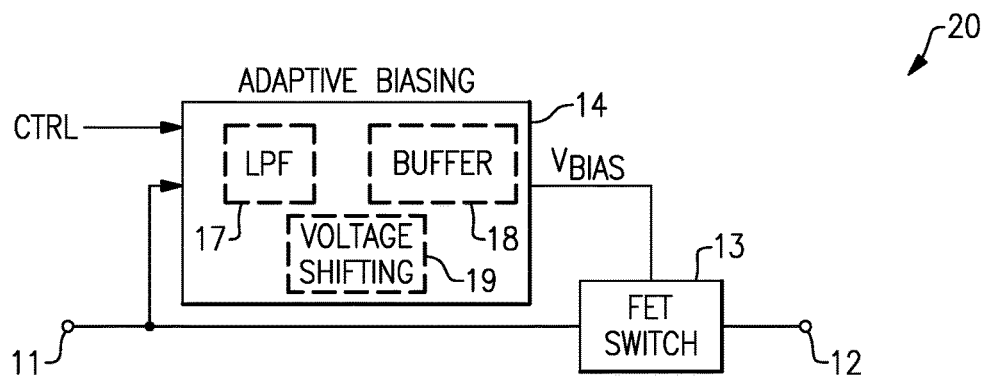 20
ADAPTIVE BIASING
14
CTRL
LPF
BUFFER
VBIAS
17
18
VOLTAGE
SHIFTING
19
13
FET
SWITCH
11
12